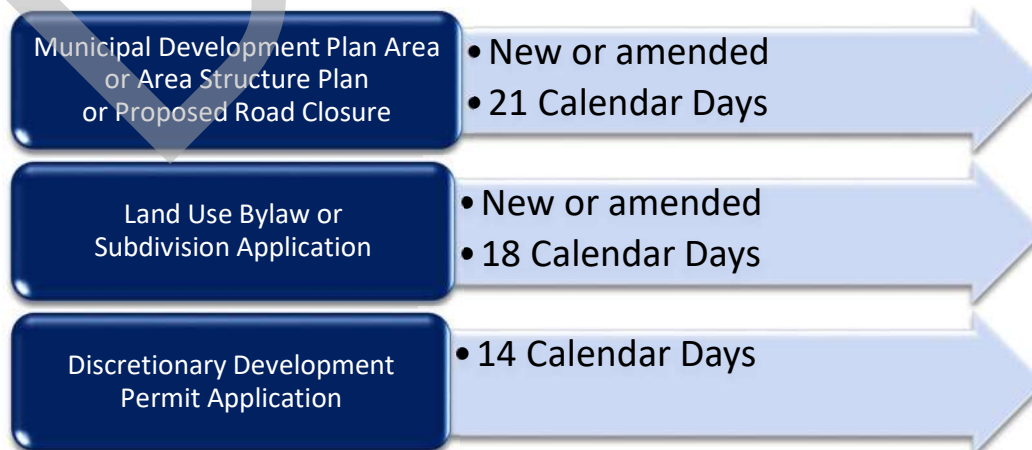 Municipal Development Plan Area
or Area Structure Plan
or Proposed Road Closure
• New or amended
• 21 Calendar Days
Land Use Bylaw or
Subdivision Application
• New or amended
• 18 Calendar Days
Discretionary Development
Permit Application
• 14 Calendar Days